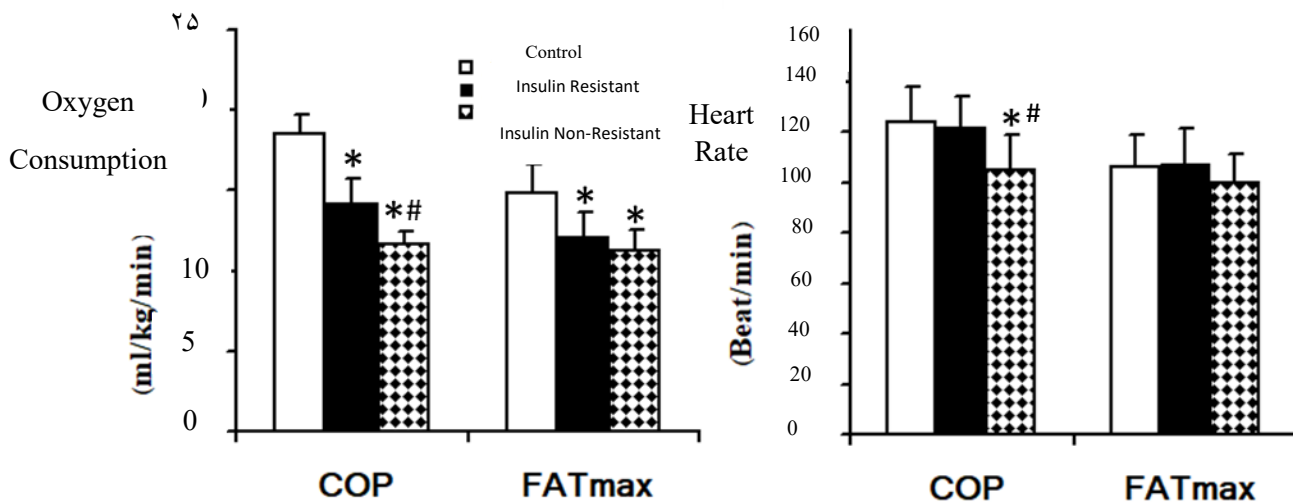 ۲۵
Control
Insulin Resistant
Insulin Non-Resistant
Oxygen
Consumption
(ml/kg/min)
10
5
0
*
*#
*
*
COP
FATmax
Heart
Rate
(Beat/min)
160
140
120
100
80
60
40
20
0
*#
COP
FATmax